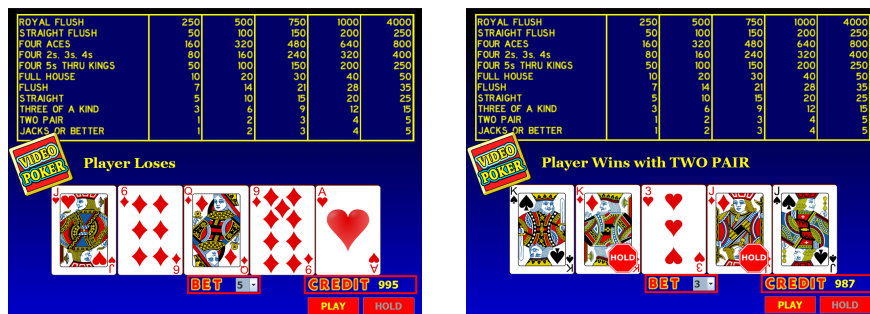 ROYAL FLUSH 250 500 750 1000 4000
STRAIGHT FLUSH 50 100 150 200 250
FOUR ACES 160 320 480 640 800
FOUR 2s, 3s, 4s 80 160 240 320 400
FOUR 5s THRU KINGS 50 100 150 200 250
FULL HOUSE 10 20 30 40 50
FLUSH 7 14 21 28 35
STRAIGHT 5 10 15 20 25
THREE OF A KIND 3 6 9 12 15
TWO PAIR 1 2 3 4 5
JACKS OR BETTER 1 2 3 4 5
VIDEO
POKER
Player Loses
J 6 Q 9 A
J 6 Q 9 A
BET 5 CREDIT 995
PLAY HOLD
ROYAL FLUSH 250 500 750 1000 4000
STRAIGHT FLUSH 50 100 150 200 250
FOUR ACES 160 320 480 640 800
FOUR 2s, 3s, 4s 80 160 240 320 400
FOUR 5s THRU KINGS 50 100 150 200 250
FULL HOUSE 10 20 30 40 50
FLUSH 7 14 21 28 35
STRAIGHT 5 10 15 20 25
THREE OF A KIND 3 6 9 12 15
TWO PAIR 1 2 3 4 5
JACKS OR BETTER 1 2 3 4 5
VIDEO
POKER
Player Wins with TWO PAIR
K K 3 J J
HOLD HOLD
K K 3 J J
BET 3 CREDIT 987
PLAY HOLD